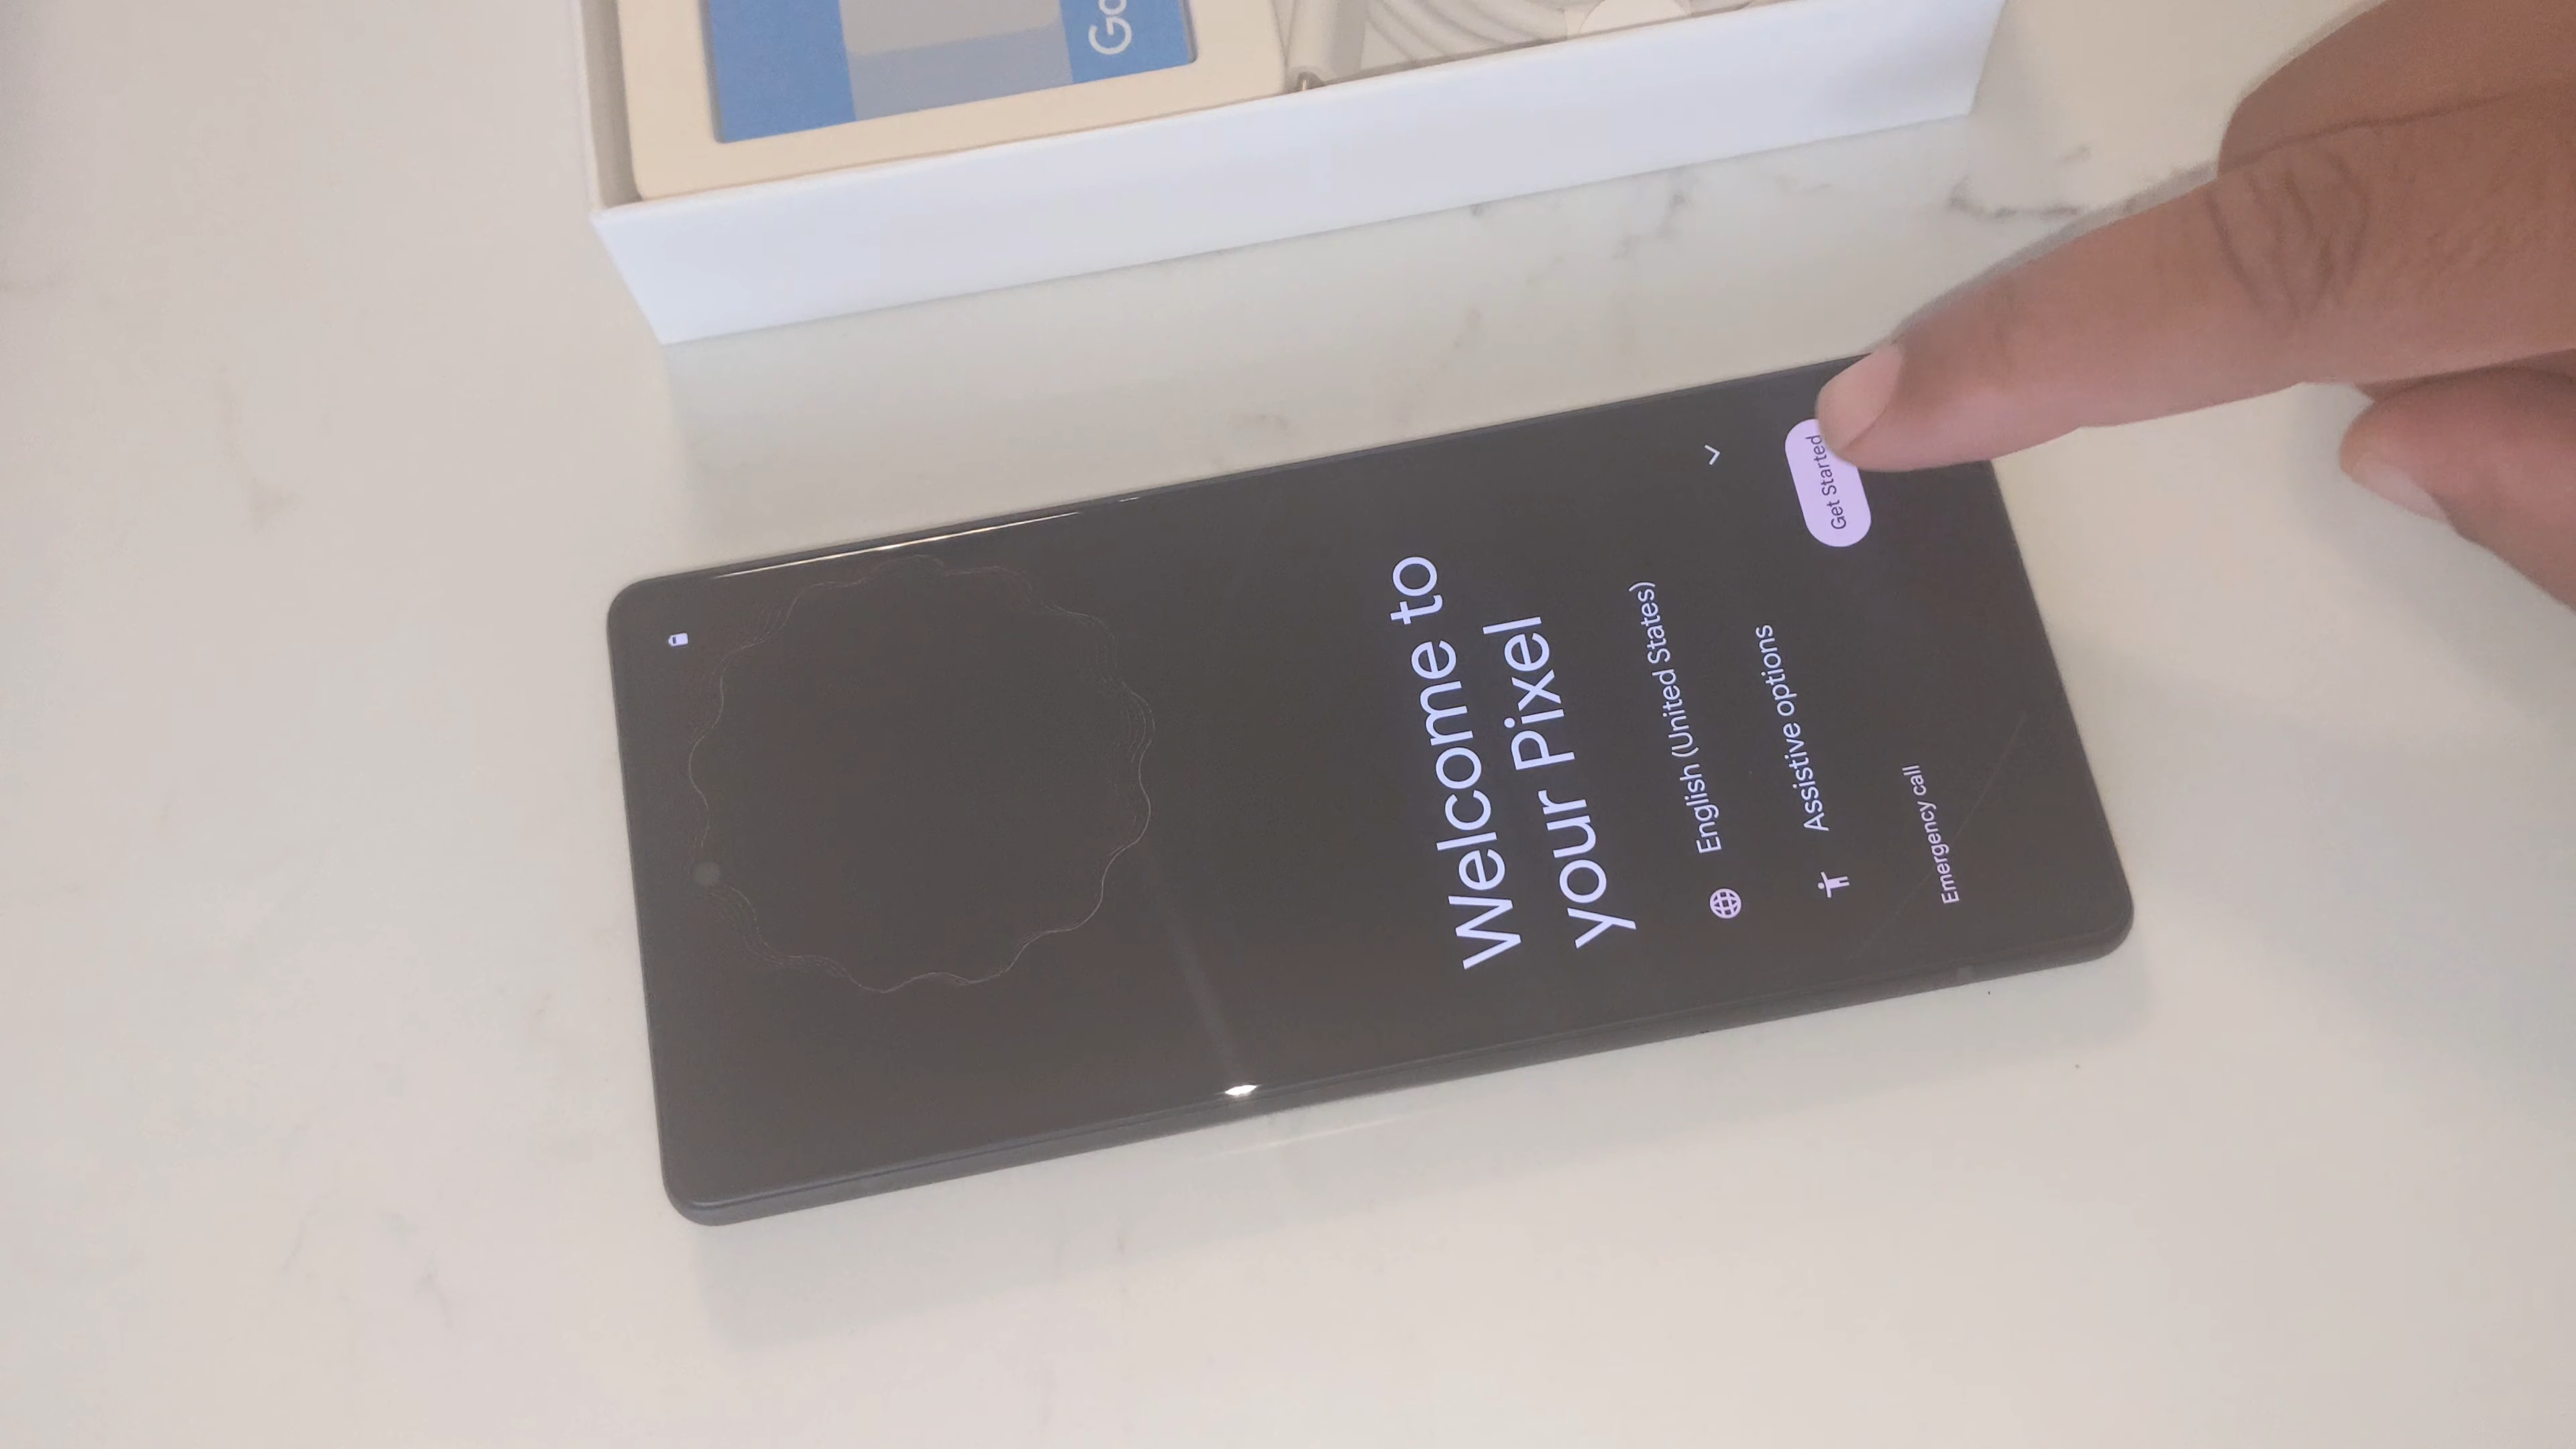 Welcome to
your Pixel
English (United States)
Assistive options
Get Started
Emergency call